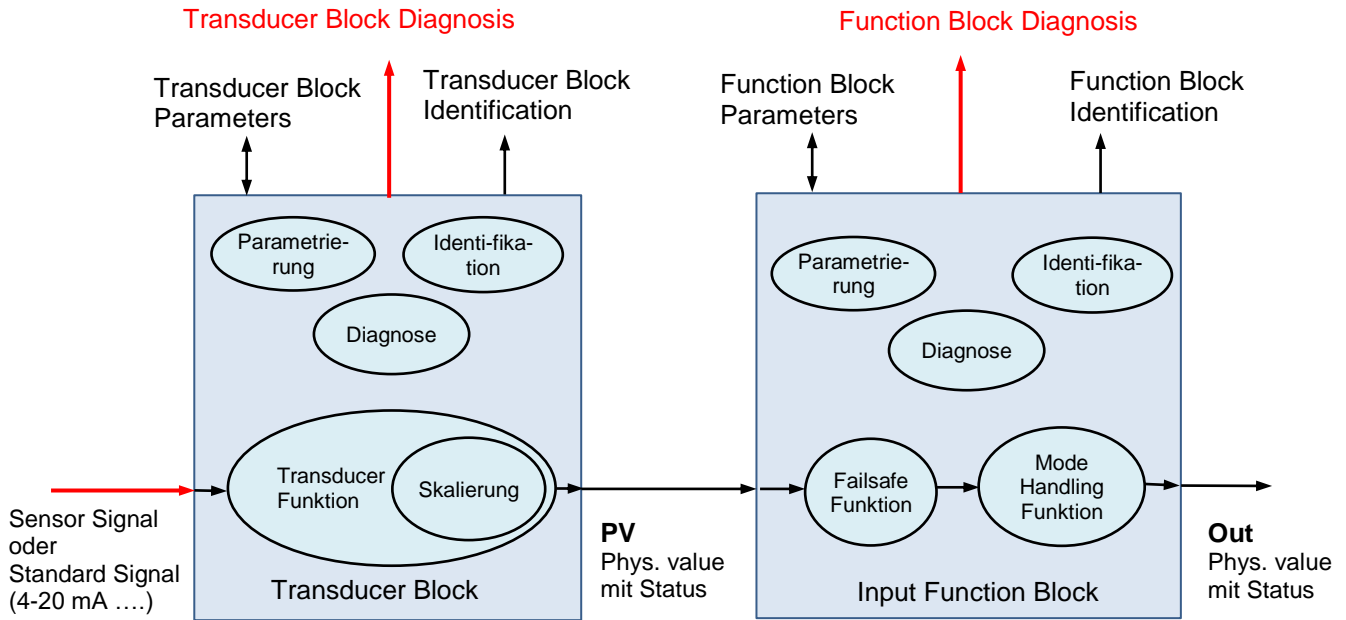 Transducer Block Diagnosis
Function Block Diagnosis
Transducer Block
Parameters
Transducer Block
Identification
Function Block
Parameters
Function Block
Identification
Parametrie-
rung
Identi-fika-
tion
Diagnose
Parametrie-
rung
Identi-fika-
tion
Diagnose
Transducer
Funktion
Skalierung
Failsafe
Funktion
Mode
Handling
Funktion
Sensor Signal
oder
Standard Signal
(4-20 mA ….)
Transducer Block
PV
Phys. value
mit Status
Input Function Block
Out
Phys. value
mit Status